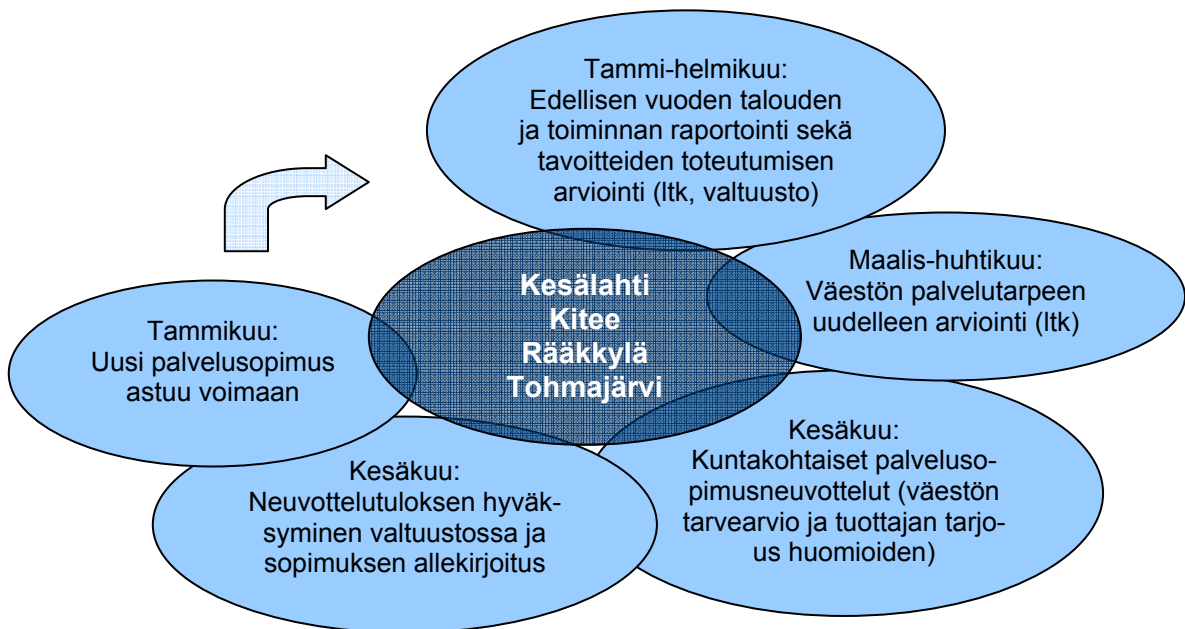 Tammi-helmikuu:
Edellisen vuoden talouden
ja toiminnan raportointi sekä
tavoitteiden toteutumisen
arviointi (ltk, valtuusto)
Maalis-huhtikuu:
Väestön palvelutarpeen
uudelleen arviointi (ltk)
Kesälahti
Kitee
Rääkkylä
Tohmajärvi
Tammikuu:
Uusi palvelusopimus
astuu voimaan
Kesäkuu:
Kuntakohtaiset palveluso-
pimusneuvottelut (väestön
tarvearvio ja tuottajan tarjo-
us huomioiden)
Kesäkuu:
Neuvottelutuloksen hyväk-
syminen valtuustossa ja
sopimuksen allekirjoitus